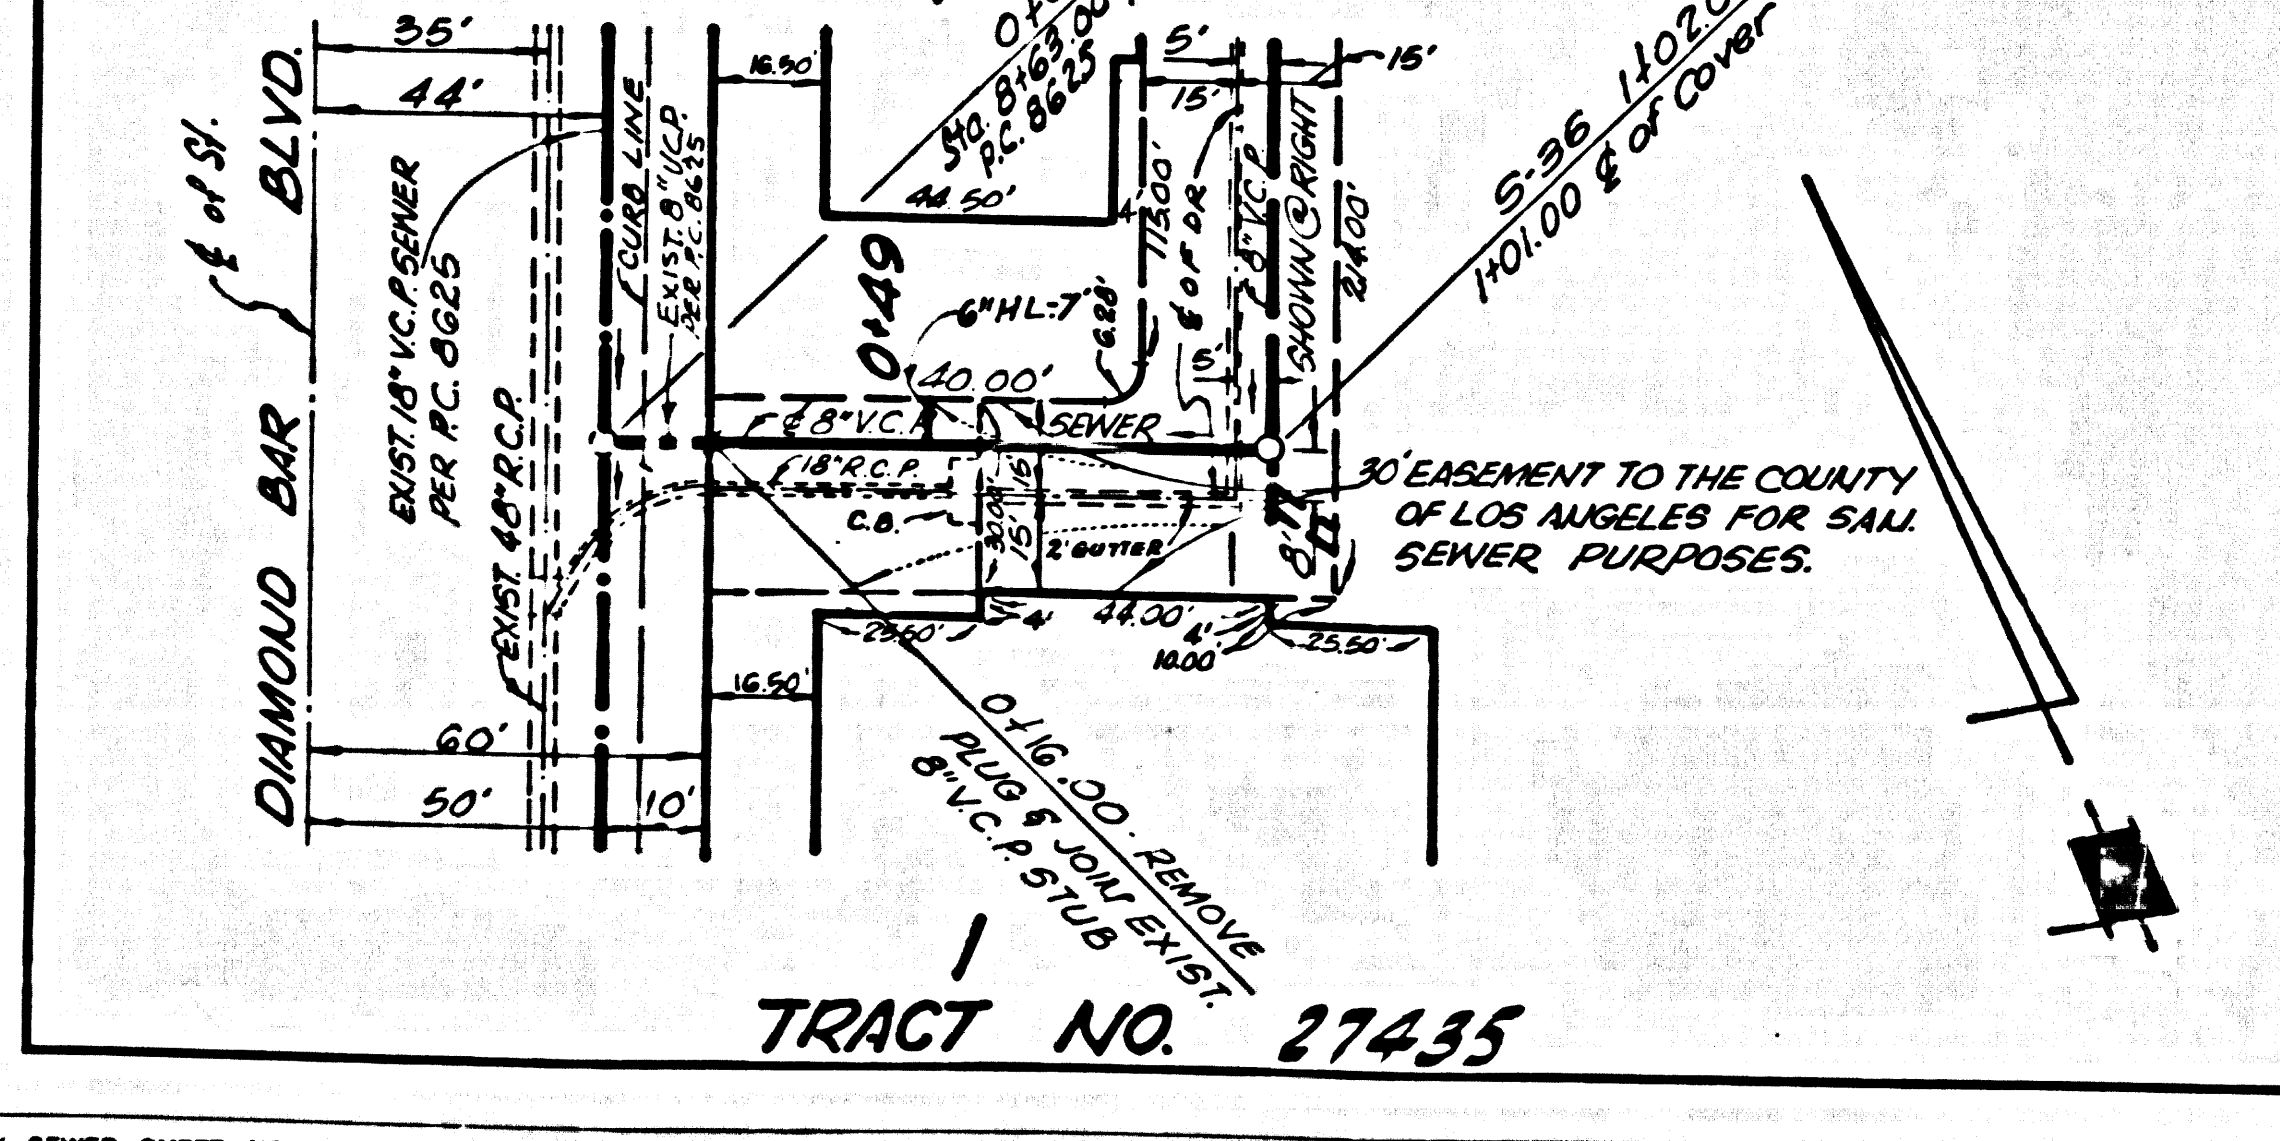 35'
44'
℄ of St.
DIAMOND BAR BLVD.
EXIST. 18" V.C.P. SEWER
PER P.C. 8625
EXIST. 48" R.C.P.
60'
50'
10'
CURB LINE
EXIST. 8" V.C.P.
PER P.C. 8625
16.50'
Sta. 8+63.00
P.C. 8625
44.50'
4'
5'
15'
15'
115.00'
℄ OF DR
8" V.C.P.
SHOWN @ RIGHT
214.00'
S-36
1+01.00 ℄ of Cover
0+49
6" HL=7'
6.28'
5'
40.00'
℄ 8" V.C.P.
SEWER
18" R.C.P.
C.B.
30.00'
15'
15'
2' GUTTER
30' EASEMENT TO THE COUNTY
OF LOS ANGELES FOR SAN.
SEWER PURPOSES.
25.50'
4'
44.00'
4'
10.00'
25.50'
16.50'
0+16.00. REMOVE
PLUG & JOIN EXIST.
8" V.C.P. STUB
TRACT NO. 27435